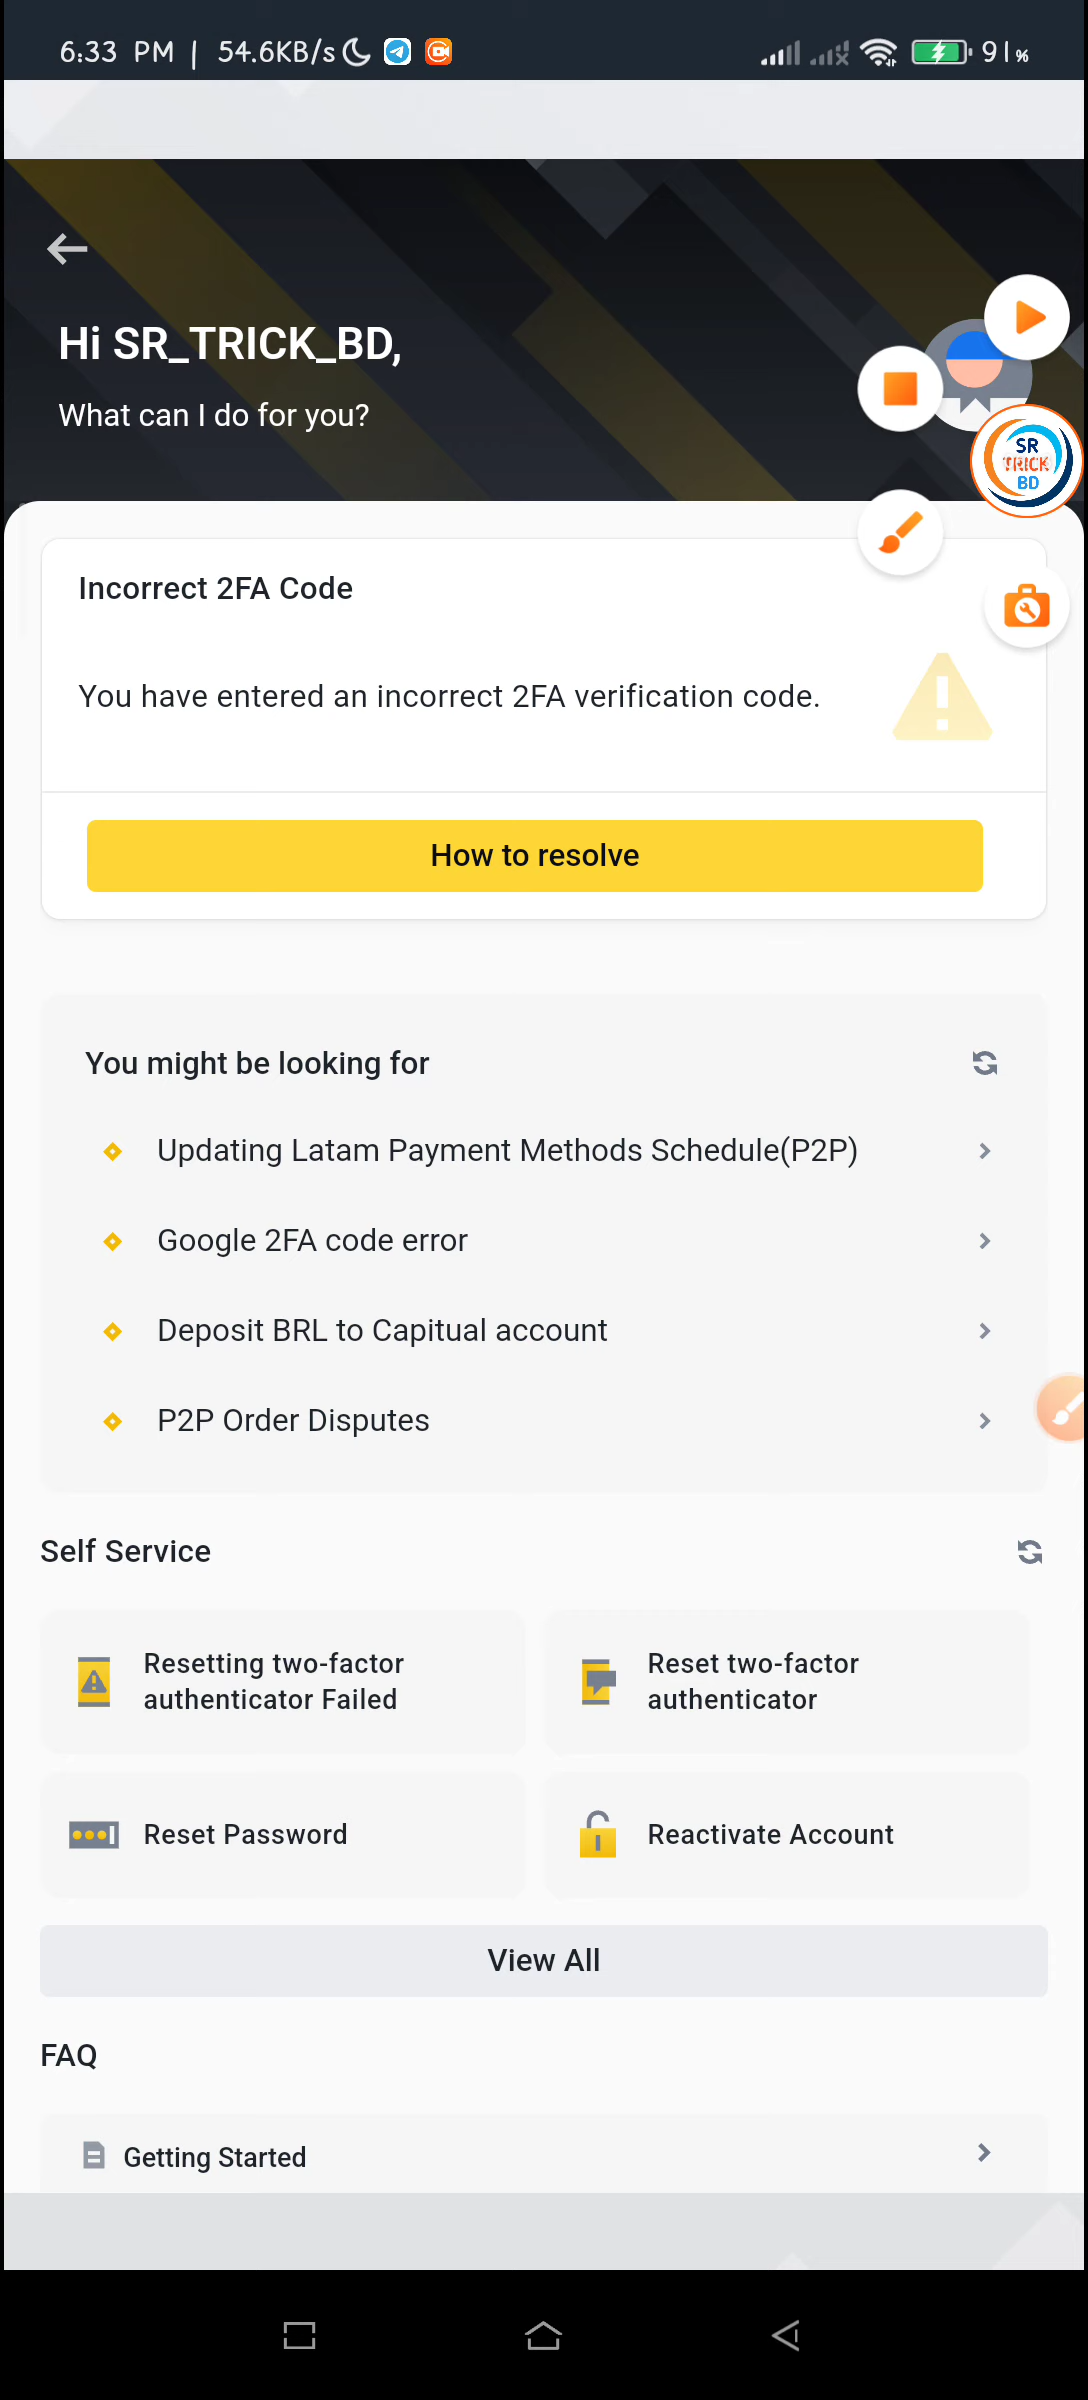 6:33 PM | 54.6KB/s
91%
Hi SR_TRICK_BD,
What can I do for you?
SR
TRICK
BD
Incorrect 2FA Code
You have entered an incorrect 2FA verification code.
How to resolve
You might be looking for
Updating Latam Payment Methods Schedule(P2P)
Google 2FA code error
Deposit BRL to Capitual account
P2P Order Disputes
Self Service
Resetting two-factor
authenticator Failed
Reset two-factor
authenticator
Reset Password
Reactivate Account
View All
FAQ
Getting Started